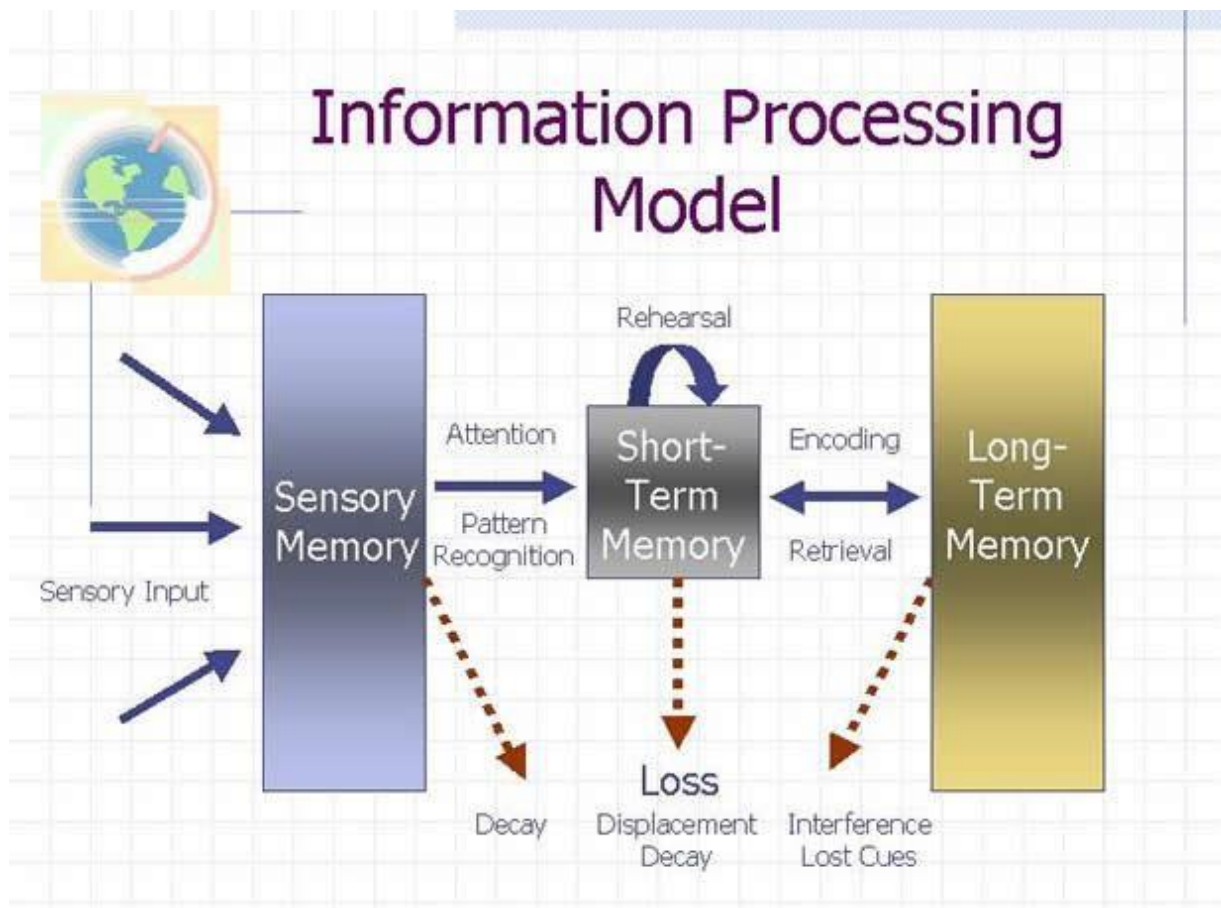 Information Processing
Model
Rehearsal
Attention
Short-
Term
Memory
Encoding
Long-
Term
Memory
Sensory
Memory
Pattern
Recognition
Retrieval
Sensory Input
Loss
Decay
Displacement
Decay
Interference
Lost Cues